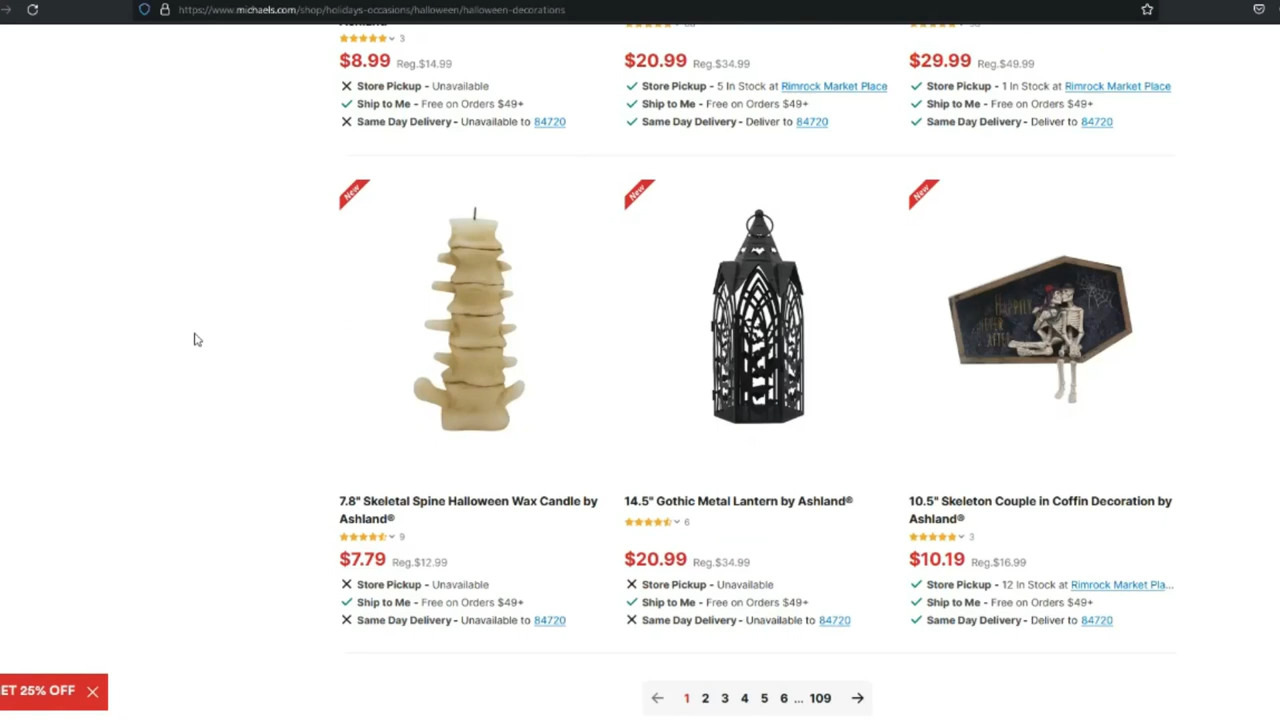 https://www.michaels.com/shop/holidays-occasions/halloween/halloween-decorations
3
$8.99 Reg.$14.99
Store Pickup - Unavailable
Ship to Me - Free on Orders $49+
Same Day Delivery - Unavailable to 84720
$20.99 Reg.$34.99
Store Pickup - 5 In Stock at Rimrock Market Place
Ship to Me - Free on Orders $49+
Same Day Delivery - Deliver to 84720
$29.99 Reg.$49.99
Store Pickup - 1 In Stock at Rimrock Market Place
Ship to Me - Free on Orders $49+
Same Day Delivery - Deliver to 84720
New
New
New
HAPPILY
EVER
AFTER
7.8" Skeletal Spine Halloween Wax Candle by
Ashland®
9
$7.79 Reg.$12.99
Store Pickup - Unavailable
Ship to Me - Free on Orders $49+
Same Day Delivery - Unavailable to 84720
14.5" Gothic Metal Lantern by Ashland®
6
$20.99 Reg.$34.99
Store Pickup - Unavailable
Ship to Me - Free on Orders $49+
Same Day Delivery - Unavailable to 84720
10.5" Skeleton Couple in Coffin Decoration by
Ashland®
3
$10.19 Reg.$16.99
Store Pickup - 12 In Stock at Rimrock Market Pla...
Ship to Me - Free on Orders $49+
Same Day Delivery - Deliver to 84720
ET 25% OFF
1 2 3 4 5 6 ... 109